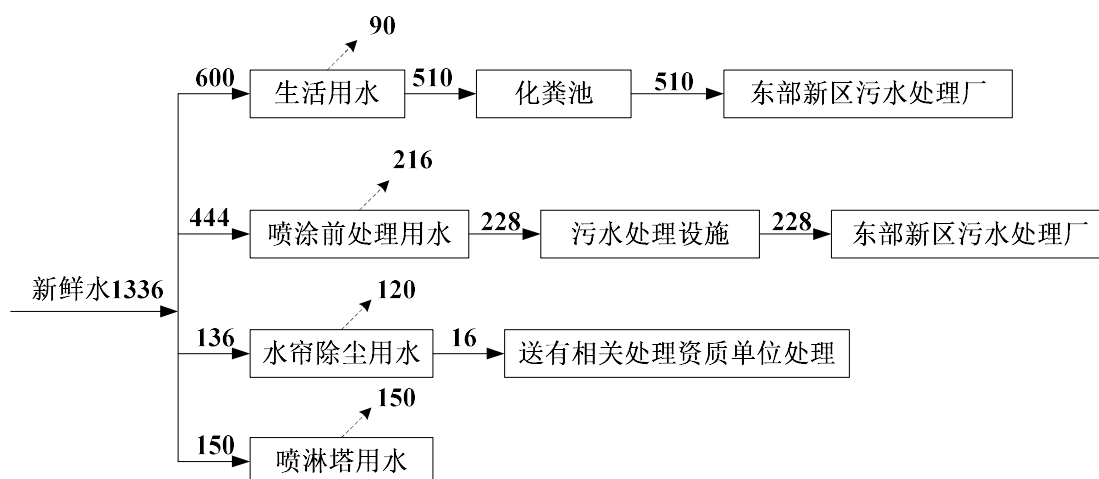 90
600 生活用水 510 化粪池 510 东部新区污水处理厂
216
444 喷涂前处理用水 228 污水处理设施 228 东部新区污水处理厂
新鲜水1336
120
136 水帘除尘用水 16 送有相关处理资质单位处理
150
150 喷淋塔用水